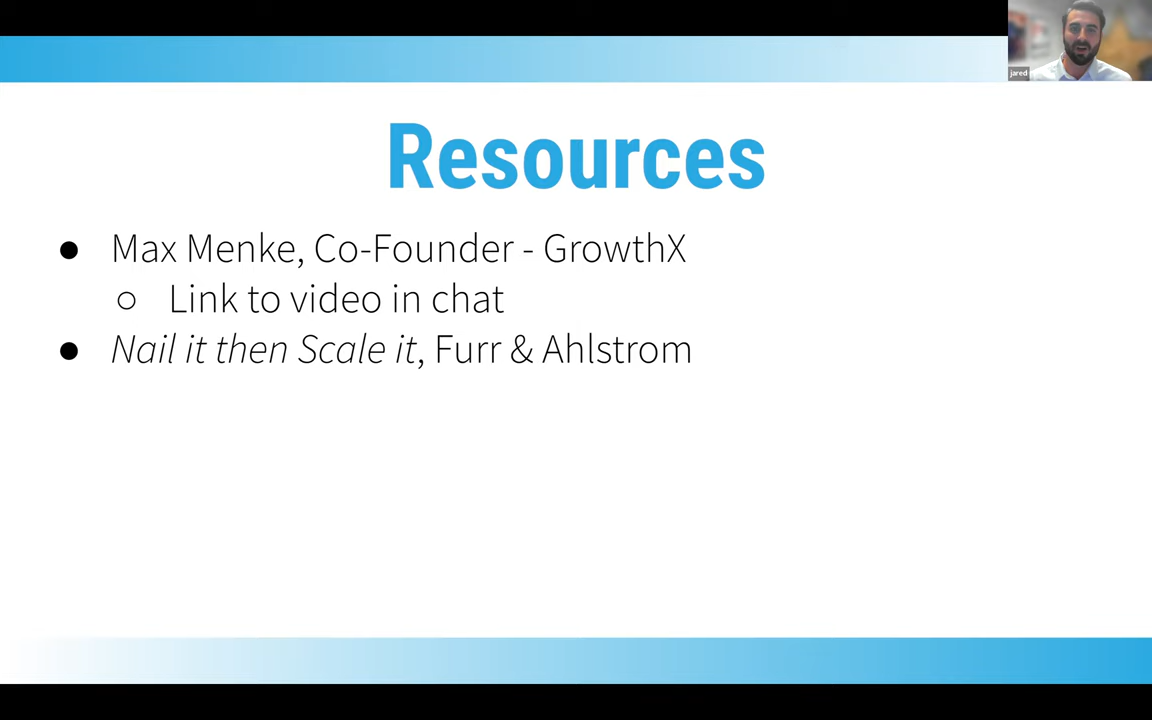 jared
Resources
● Max Menke, Co-Founder - GrowthX
○ Link to video in chat
● Nail it then Scale it, Furr & Ahlstrom